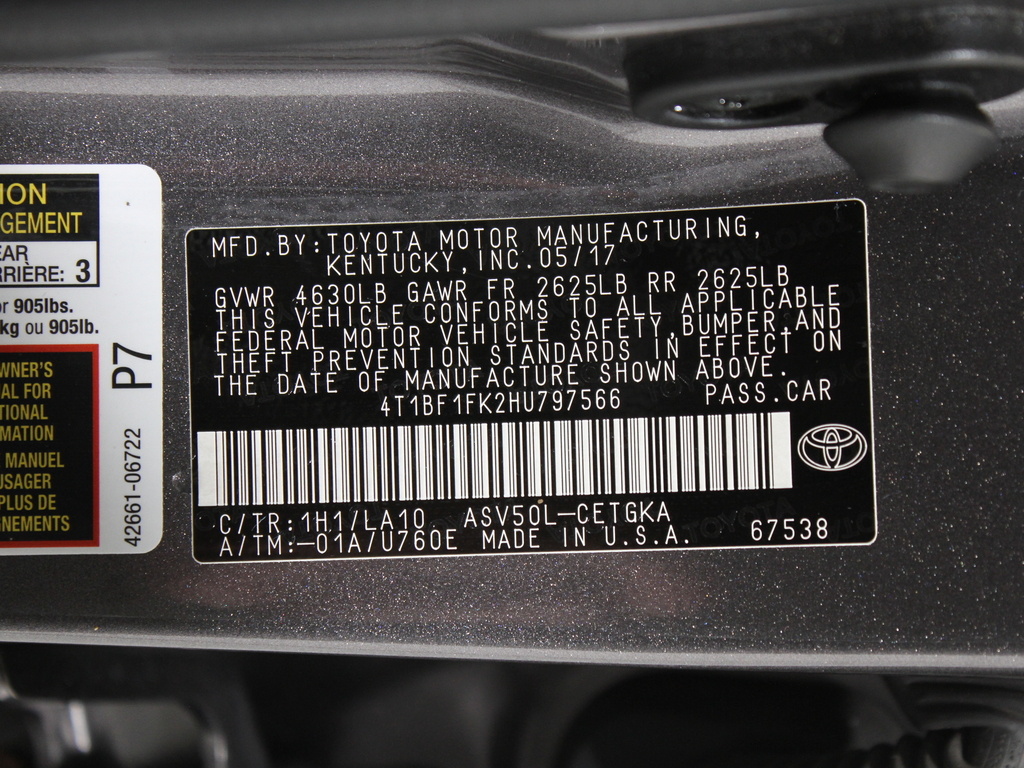 ION
GEMENT
EAR
RRIÈRE: 3
or 905lbs.
kg ou 905lb.
WNER'S
AL FOR
TIONAL
MATION
MANUEL
USAGER
PLUS DE
GNEMENTS
P7
42661-06722
MFD.BY:TOYOTA MOTOR MANUFACTURING,
KENTUCKY,INC.05/17
GVWR 4630LB GAWR FR 2625LB RR 2625LB
THIS VEHICLE CONFORMS TO ALL APPLICABLE
FEDERAL MOTOR VEHICLE SAFETY,BUMPER,AND
THEFT PREVENTION STANDARDS IN EFFECT ON
THE DATE OF MANUFACTURE SHOWN ABOVE.
4T1BF1FK2HU797566 PASS.CAR
C/TR:1H1/LA10 ASV50L-CETGKA
A/TM:-01A/U760E MADE IN U.S.A. 67538